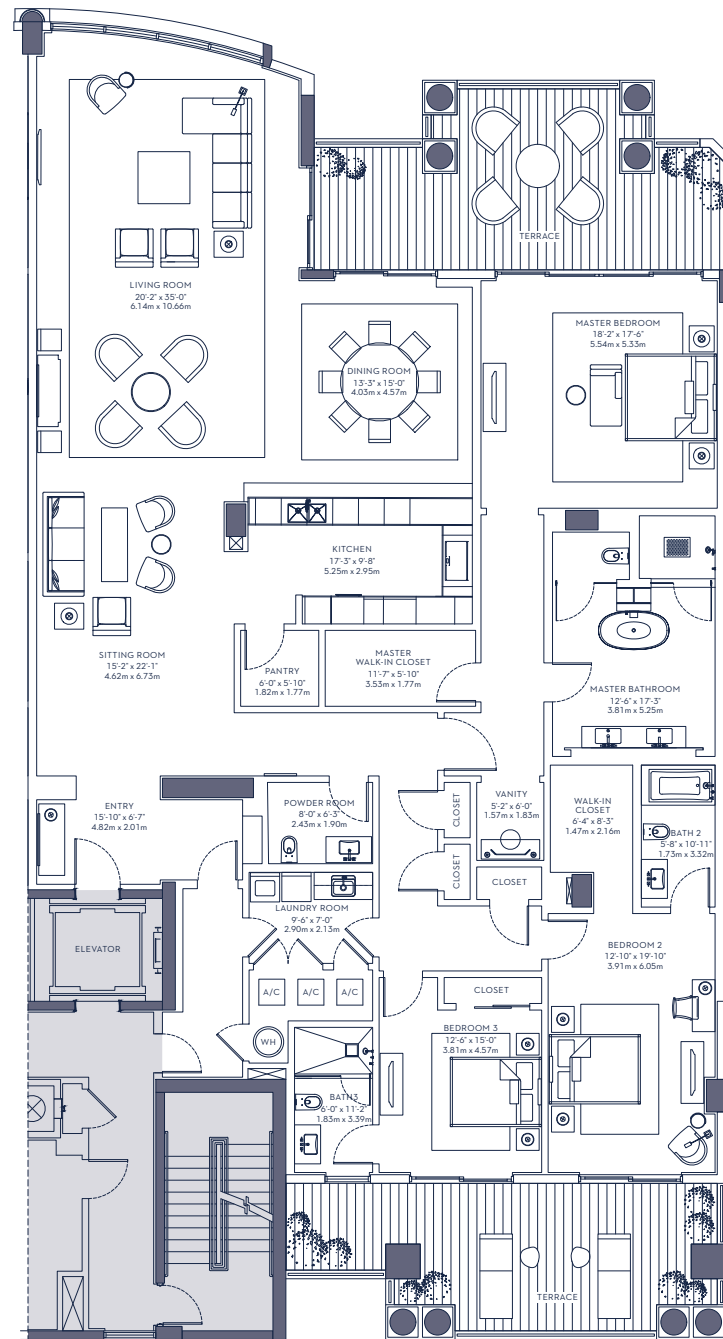 TERRACE
LIVING ROOM
20'-2" x 35'-0"
6.14m x 10.66m
MASTER BEDROOM
18'-2" x 17'-6"
5.54m x 5.33m
DINING ROOM
13'-3" x 15'-0"
4.03m x 4.57m
KITCHEN
17'-3" x 9'-8"
5.25m x 2.95m
SITTING ROOM
15'-2" x 22'-1"
4.62m x 6.73m
PANTRY
6'-0" x 5'-10"
1.82m x 1.77m
MASTER
WALK-IN CLOSET
11'-7" x 5'-10"
3.53m x 1.77m
MASTER BATHROOM
12'-6" x 17'-3"
3.81m x 5.25m
ENTRY
15'-10" x 6'-7"
4.82m x 2.01m
POWDER ROOM
8'-0" x 6'-3"
2.43m x 1.90m
CLOSET
VANITY
5'-2" x 6'-0"
1.57m x 1.83m
WALK-IN
CLOSET
6'-4" x 8'-3"
1.47m x 2.16m
BATH 2
5'-8" x 10'-11"
1.73m x 3.32m
CLOSET
CLOSET
LAUNDRY ROOM
9'-6" x 7'-0"
2.90m x 2.13m
ELEVATOR
BEDROOM 2
12'-10" x 19'-10"
3.91m x 6.05m
A/C
A/C
A/C
CLOSET
WH
BEDROOM 3
12'-6" x 15'-0"
3.81m x 4.57m
BATH3
6'-0" x 11'-2"
1.83m x 3.39m
TERRACE